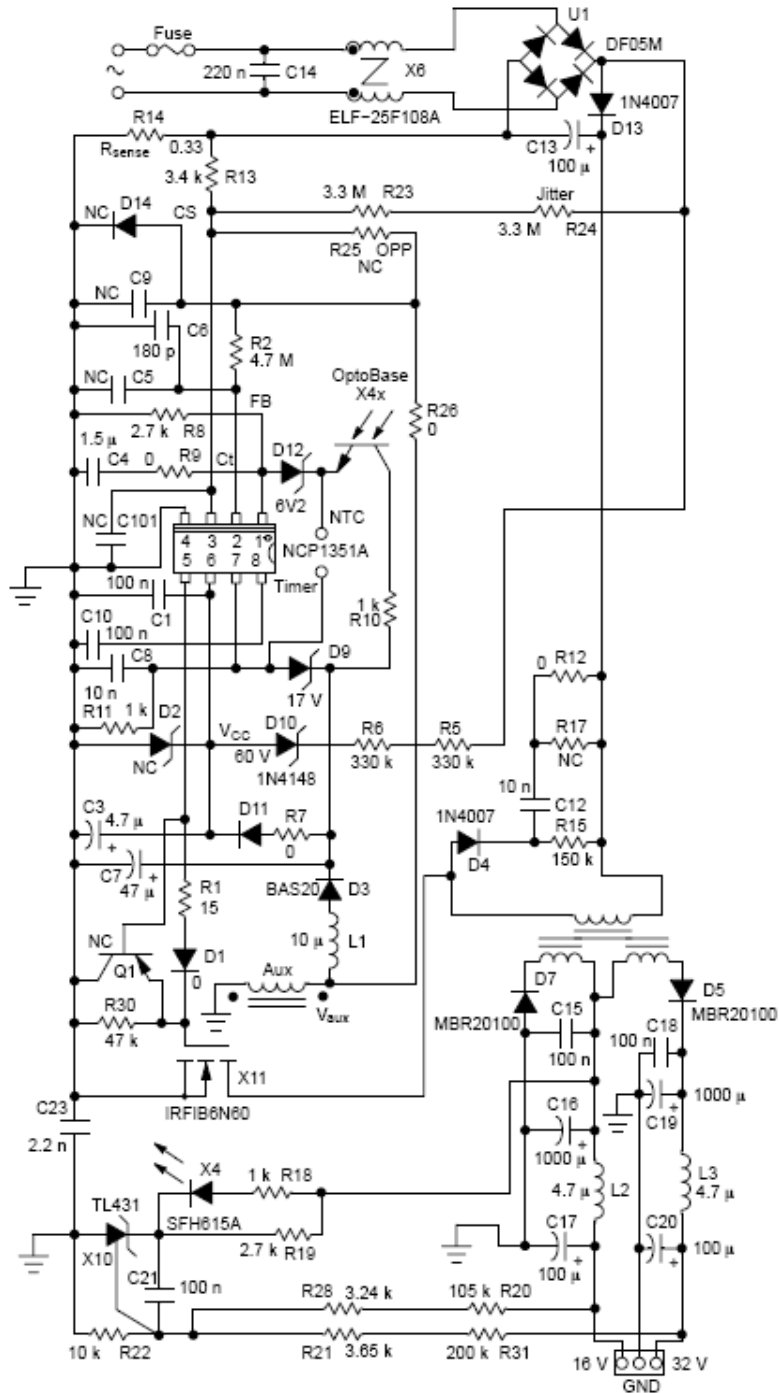 Fuse
U1
DF05M
220 n
C14
X6
ELF-25F108A
1N4007
D13
R14
Rsense
0.33
C13
+
100 µ
3.4 k
R13
3.3 M
R23
Jitter
3.3 M
R24
NC
D14
CS
R25
OPP
NC
NC
C9
C6
180 p
R2
4.7 M
NC
C5
OptoBase
X4x
FB
R26
0
2.7 k
R8
1.5 µ
C4
0
R9
Ct
D12
6V2
NTC
NC
C101
4 3 2 1
5 6 7 8
NCP1351A
Timer
100 n
C1
1 k
R10
C10
100 n
C8
10 n
D9
17 V
0
R12
R11
1 k
D2
NC
VCC
60 V
D10
1N4148
R6
330 k
R5
330 k
R17
NC
10 n
C12
C3
4.7 µ
+
D11
R7
0
1N4007
D4
R15
150 k
C7
+
47 µ
R1
15
BAS20
D3
10 µ
L1
NC
Q1
D1
0
Aux
Vaux
D7
MBR20100
D5
MBR20100
C15
100 n
C18
100 n
R30
47 k
X11
IRFIB6N60
C19
+
1000 µ
C16
+
1000 µ
C23
2.2 n
X4
1 k
R18
SFH615A
2.7 k
R19
4.7 µ
L2
L3
4.7 µ
TL431
X10
C21
100 n
C17
+
100 µ
C20
+
100 µ
R28
3.24 k
105 k
R20
10 k
R22
R21
3.65 k
200 k
R31
16 V
32 V
GND